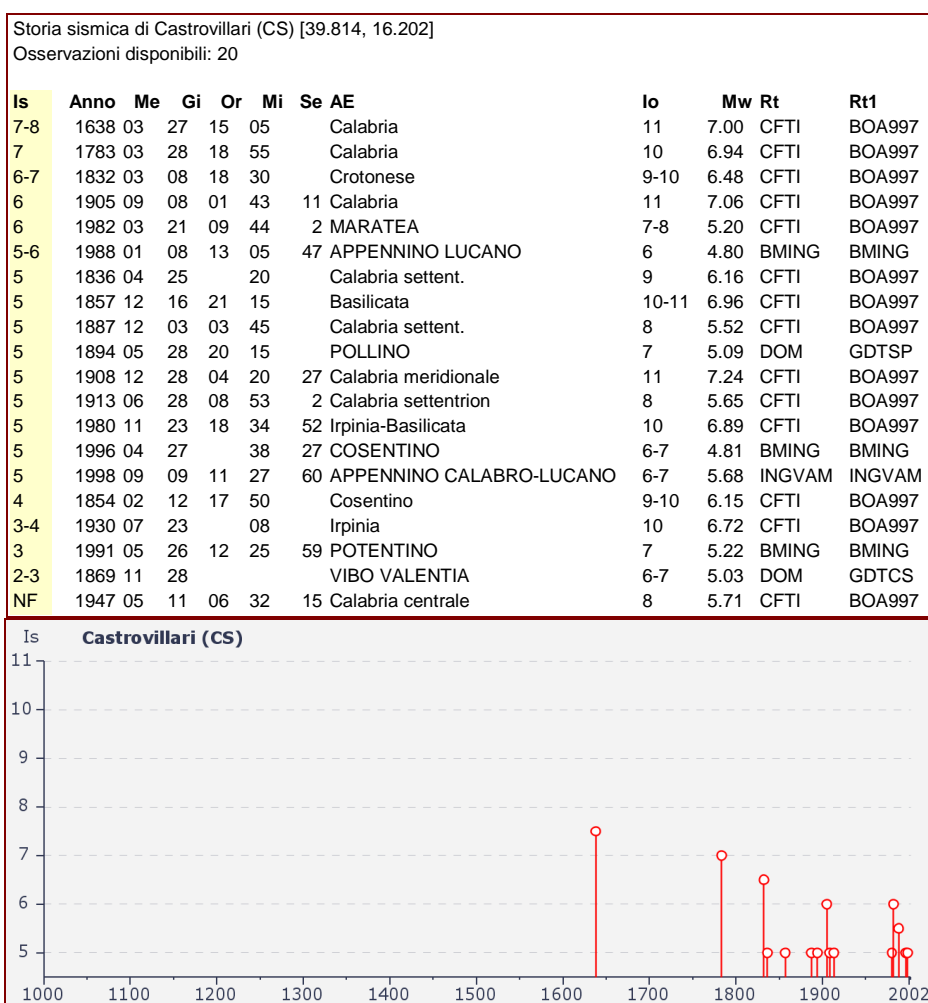 Storia sismica di Castrovillari (CS) [39.814, 16.202]
Osservazioni disponibili: 20
Is Anno Me Gi Or Mi Se AE Io Mw Rt Rt1
7-8 1638 03 27 15 05 Calabria 11 7.00 CFTI BOA997
7 1783 03 28 18 55 Calabria 10 6.94 CFTI BOA997
6-7 1832 03 08 18 30 Crotonese 9-10 6.48 CFTI BOA997
6 1905 09 08 01 43 11 Calabria 11 7.06 CFTI BOA997
6 1982 03 21 09 44 2 MARATEA 7-8 5.20 CFTI BOA997
5-6 1988 01 08 13 05 47 APPENNINO LUCANO 6 4.80 BMING BMING
5 1836 04 25 20 Calabria settent. 9 6.16 CFTI BOA997
5 1857 12 16 21 15 Basilicata 10-11 6.96 CFTI BOA997
5 1887 12 03 03 45 Calabria settent. 8 5.52 CFTI BOA997
5 1894 05 28 20 15 POLLINO 7 5.09 DOM GDTSP
5 1908 12 28 04 20 27 Calabria meridionale 11 7.24 CFTI BOA997
5 1913 06 28 08 53 2 Calabria settentrion 8 5.65 CFTI BOA997
5 1980 11 23 18 34 52 Irpinia-Basilicata 10 6.89 CFTI BOA997
5 1996 04 27 38 27 COSENTINO 6-7 4.81 BMING BMING
5 1998 09 09 11 27 60 APPENNINO CALABRO-LUCANO 6-7 5.68 INGVAM INGVAM
4 1854 02 12 17 50 Cosentino 9-10 6.15 CFTI BOA997
3-4 1930 07 23 08 Irpinia 10 6.72 CFTI BOA997
3 1991 05 26 12 25 59 POTENTINO 7 5.22 BMING BMING
2-3 1869 11 28 VIBO VALENTIA 6-7 5.03 DOM GDTCS
NF 1947 05 11 06 32 15 Calabria centrale 8 5.71 CFTI BOA997
Is Castrovillari (CS)
11
10
9
8
7
6
5
1000 1100 1200 1300 1400 1500 1600 1700 1800 1900 2002